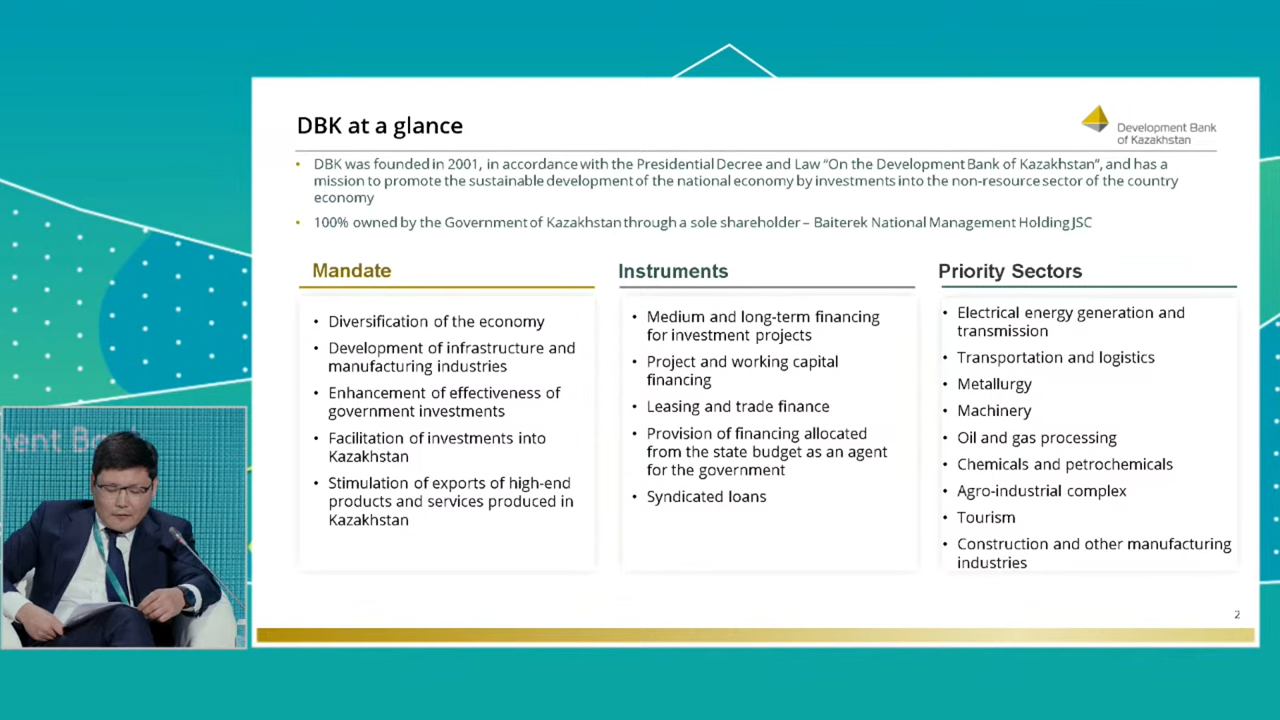 DBK at a glance
Development Bank
of Kazakhstan
• DBK was founded in 2001, in accordance with the Presidential Decree and Law “On the Development Bank of Kazakhstan”, and has a
mission to promote the sustainable development of the national economy by investments into the non-resource sector of the country
economy
• 100% owned by the Government of Kazakhstan through a sole shareholder – Baiterek National Management Holding JSC
Mandate
• Diversification of the economy
• Development of infrastructure and
manufacturing industries
• Enhancement of effectiveness of
government investments
• Facilitation of investments into
Kazakhstan
• Stimulation of exports of high-end
products and services produced in
Kazakhstan
Instruments
• Medium and long-term financing
for investment projects
• Project and working capital
financing
• Leasing and trade finance
• Provision of financing allocated
from the state budget as an agent
for the government
• Syndicated loans
Priority Sectors
• Electrical energy generation and
transmission
• Transportation and logistics
• Metallurgy
• Machinery
• Oil and gas processing
• Chemicals and petrochemicals
• Agro-industrial complex
• Tourism
• Construction and other manufacturing
industries
2